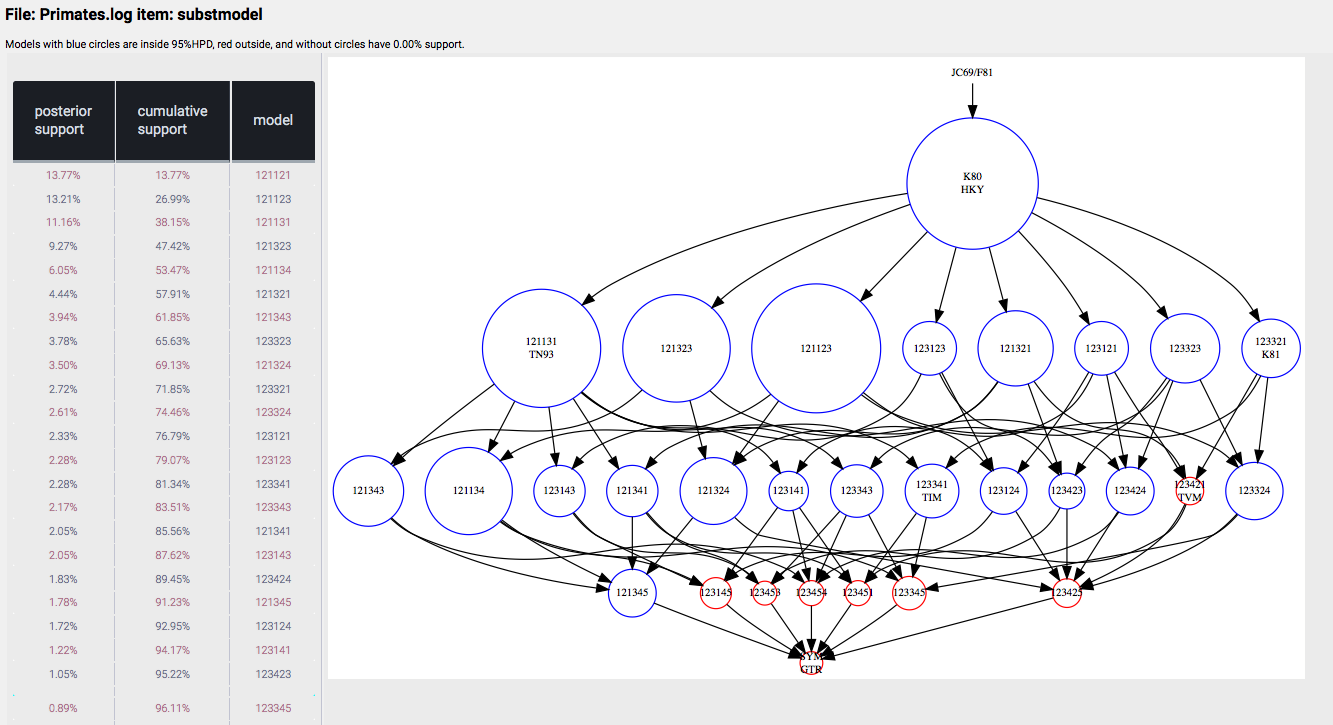 File: Primates.log item: substmodel
Models with blue circles are inside 95%HPD, red outside, and without circles have 0.00% support.
posterior support cumulative support model
13.77% 13.77% 121121
13.21% 26.99% 121123
11.16% 38.15% 121131
9.27% 47.42% 121323
6.05% 53.47% 121134
4.44% 57.91% 121321
3.94% 61.85% 121343
3.78% 65.63% 123323
3.50% 69.13% 121324
2.72% 71.85% 123321
2.61% 74.46% 123324
2.33% 76.79% 123121
2.28% 79.07% 123123
2.28% 81.34% 123341
2.17% 83.51% 123343
2.05% 85.56% 121341
2.05% 87.62% 123143
1.83% 89.45% 123424
1.78% 91.23% 121345
1.72% 92.95% 123124
1.22% 94.17% 123141
1.05% 95.22% 123423
0.89% 96.11% 123345
JC69/F81
K80
HKY
121131
TN93
121323
121123
123123
121321
123121
123323
123321
K81
121343
121134
123143
121341
121324
123141
123343
123341
TIM
123124
123423
123424
123421
TVM
123324
121345
123145
123453
123454
123451
123345
123425
SYM
GTR